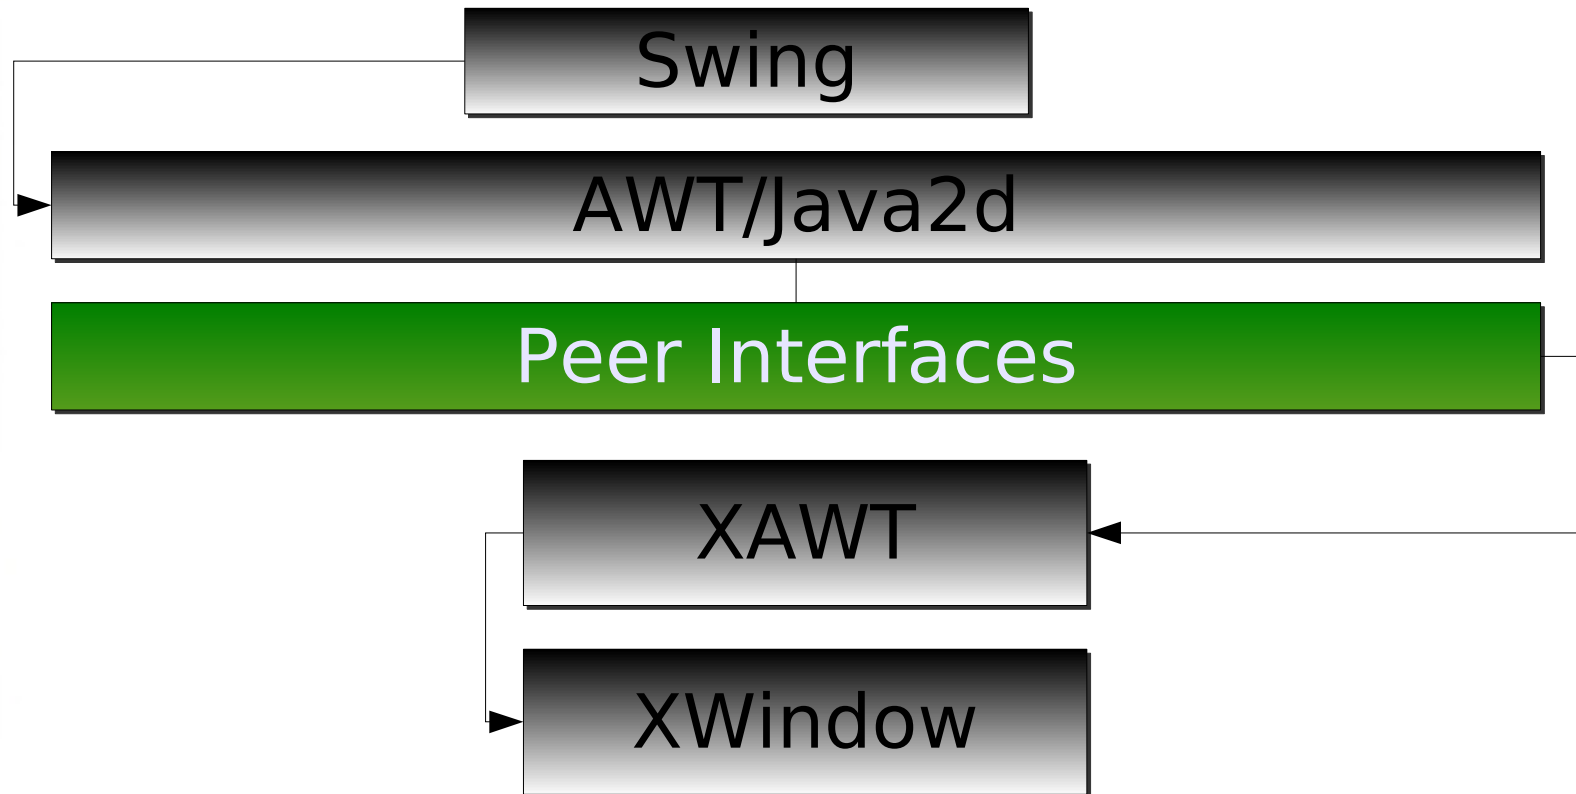 Swing
AWT/Java2d
Peer Interfaces
XAWT
XWindow